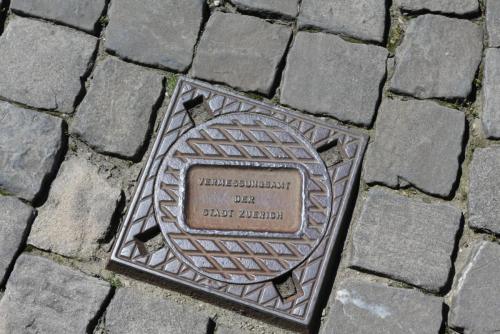 VERMESSUNGSAMT
DER
STADT ZUERICH